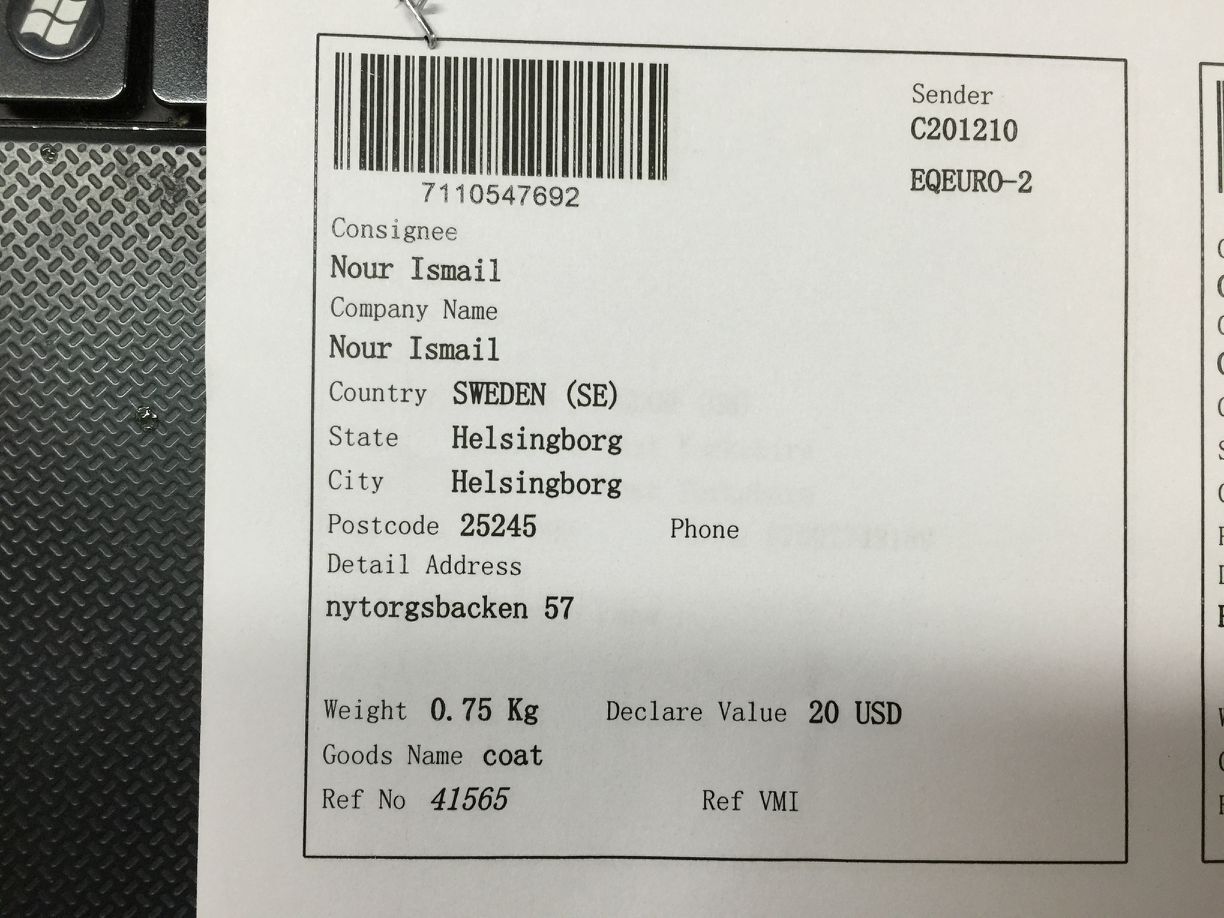 7110547692
Sender
C201210
EQEURO-2
Consignee
Nour Ismail
Company Name
Nour Ismail
Country SWEDEN (SE)
State Helsingborg
City Helsingborg
Postcode 25245 Phone
Detail Address
nytorgsbacken 57
Weight 0.75 Kg Declare Value 20 USD
Goods Name coat
Ref No 41565 Ref VMI